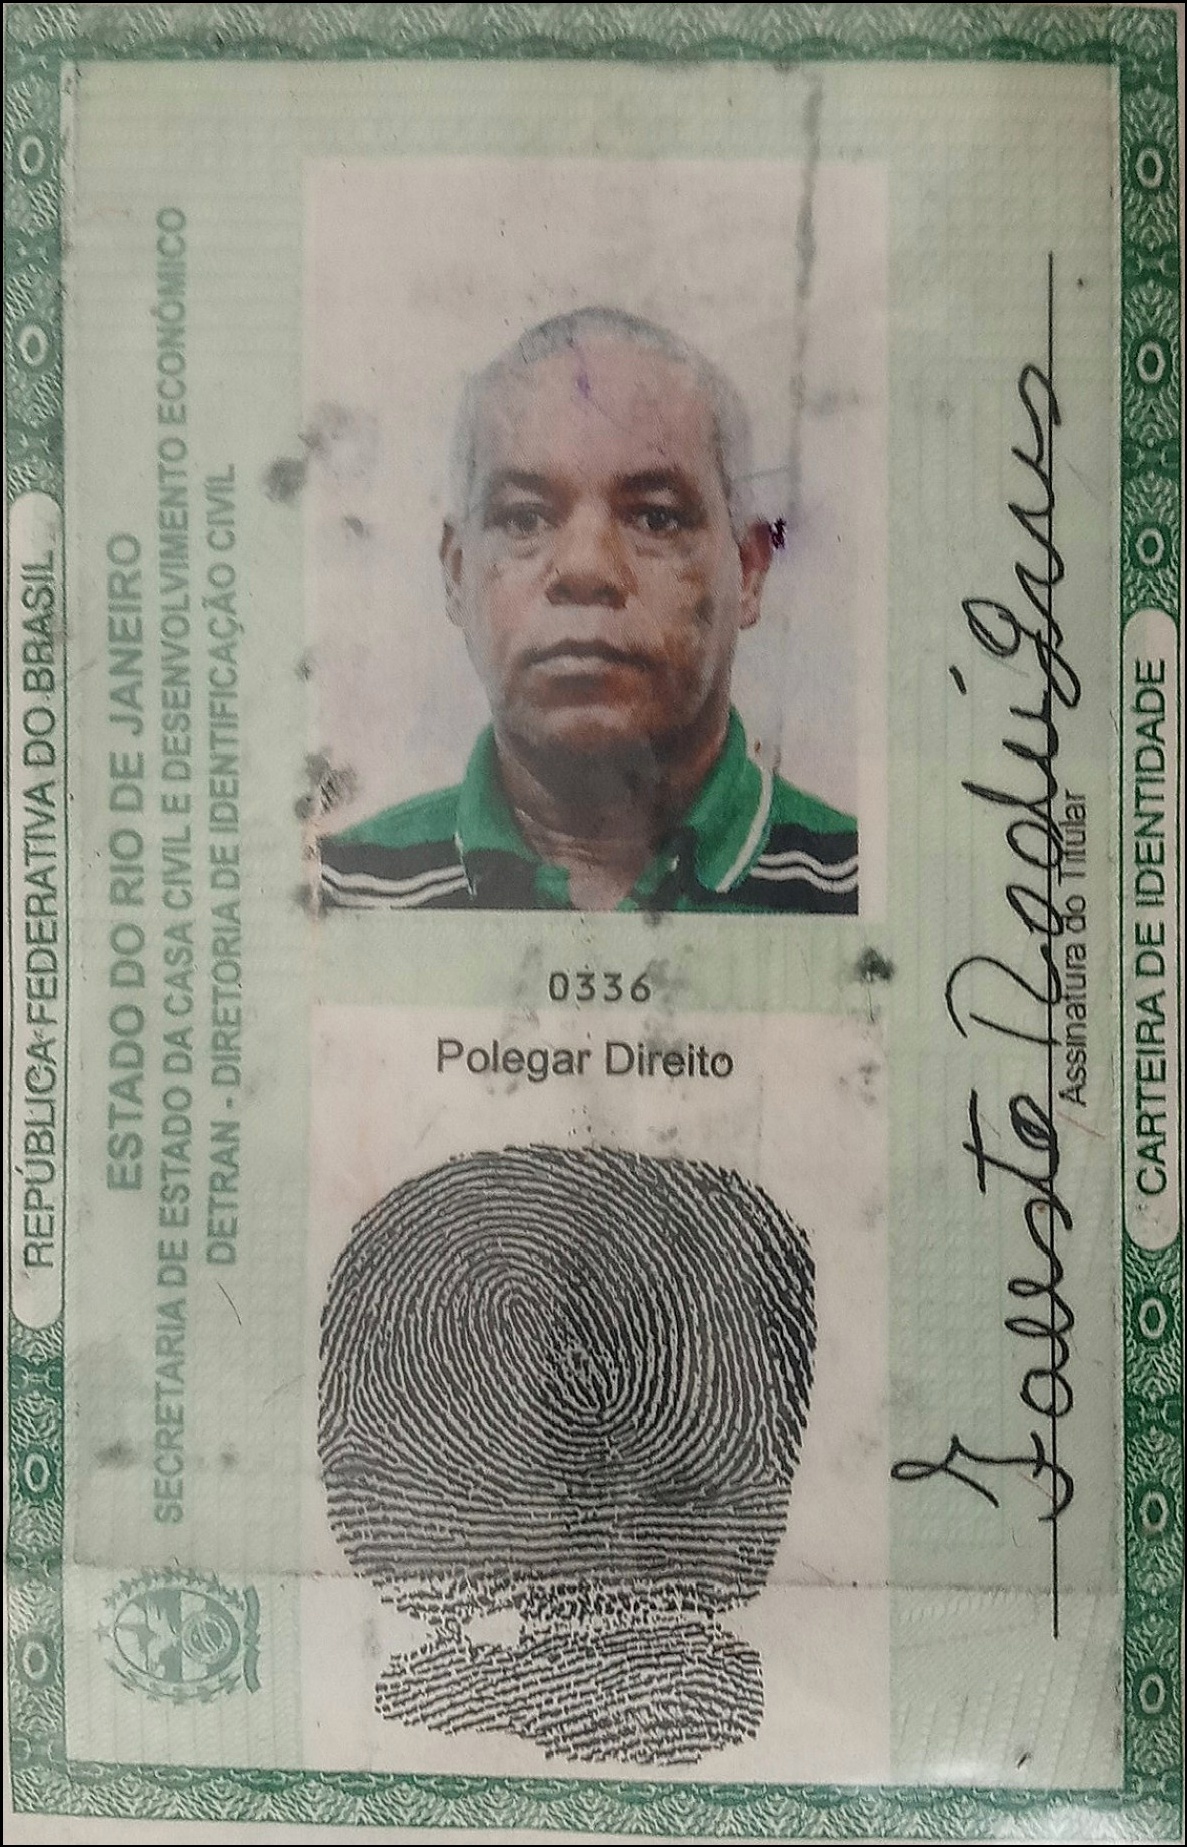 REPÚBLICA FEDERATIVA DO BRASIL
ESTADO DO RIO DE JANEIRO
SECRETARIA DE ESTADO DA CASA CIVIL E DESENVOLVIMENTO ECONÔMICO
DETRAN - DIRETORIA DE IDENTIFICAÇÃO CIVIL
0336
Polegar Direito
Rodrigues
Assinatura do Titular
CARTEIRA DE IDENTIDADE